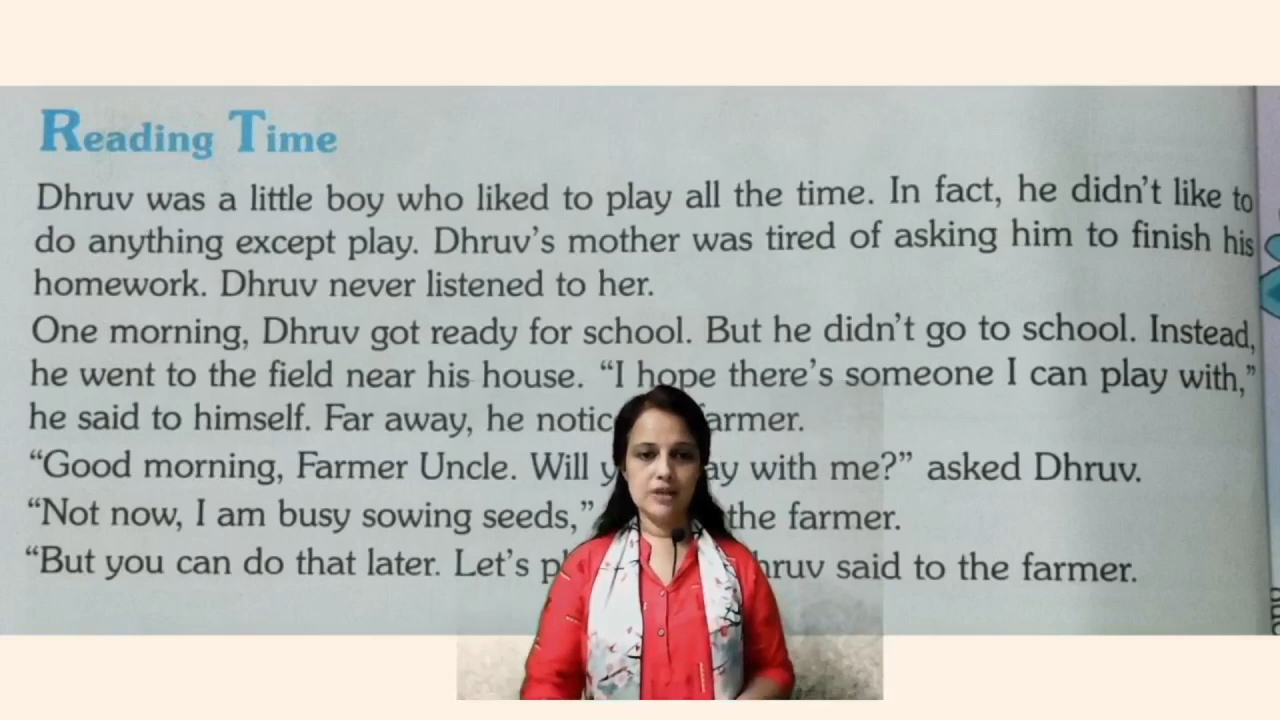 Reading Time
Dhruv was a little boy who liked to play all the time. In fact, he didn't like to
do anything except play. Dhruv's mother was tired of asking him to finish his
homework. Dhruv never listened to her.
One morning, Dhruv got ready for school. But he didn't go to school. Instead,
he went to the field near his house. “I hope there's someone I can play with,”
he said to himself. Far away, he notic farmer.
“Good morning, Farmer Uncle. Will y ay with me?” asked Dhruv.
“Not now, I am busy sowing seeds,” the farmer.
“But you can do that later. Let's p hruv said to the farmer.